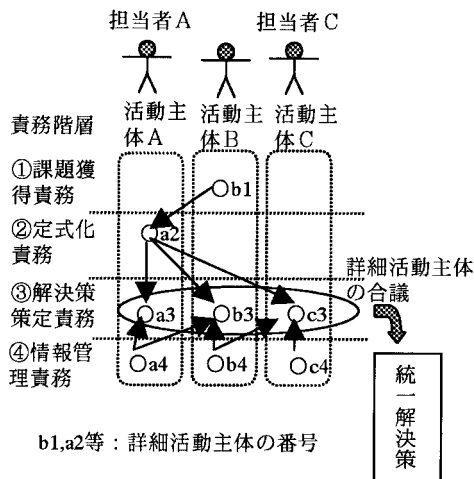 担当者A
担当者C
責務階層
活動主
体A
活動主
体B
活動主
体C
①課題獲
得責務
b1
②定式化
責務
a2
詳細活動主体
の合議
③解決策
策定責務
a3
b3
c3
④情報管
理責務
a4
b4
c4
統一解決策
b1,a2等：詳細活動主体の番号